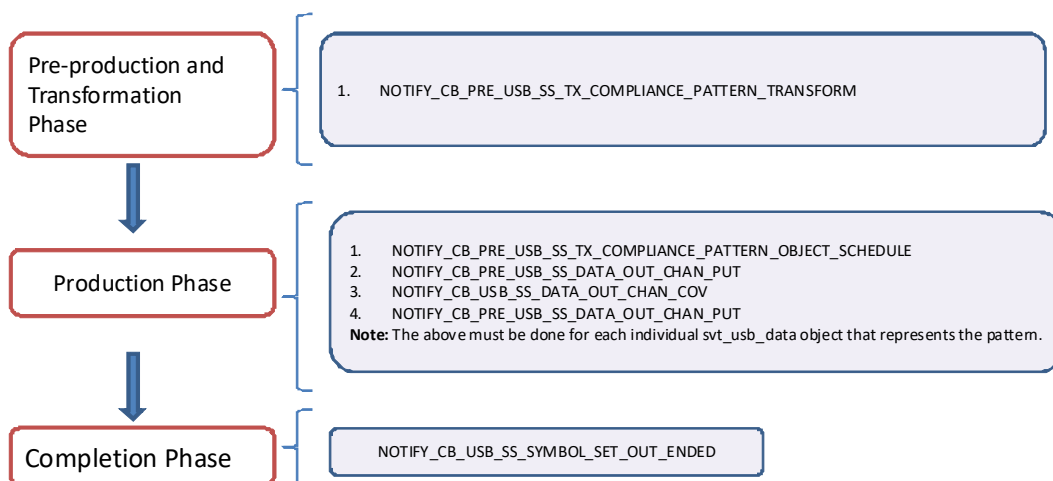 Pre-production and
Transformation
Phase
1. NOTIFY_CB_PRE_USB_SS_TX_COMPLIANCE_PATTERN_TRANSFORM
Production Phase
1. NOTIFY_CB_PRE_USB_SS_TX_COMPLIANCE_PATTERN_OBJECT_SCHEDULE
2. NOTIFY_CB_PRE_USB_SS_DATA_OUT_CHAN_PUT
3. NOTIFY_CB_USB_SS_DATA_OUT_CHAN_COV
4. NOTIFY_CB_PRE_USB_SS_DATA_OUT_CHAN_PUT
Note: The above must be done for each individual svt_usb_data object that represents the pattern.
Completion Phase
NOTIFY_CB_USB_SS_SYMBOL_SET_OUT_ENDED